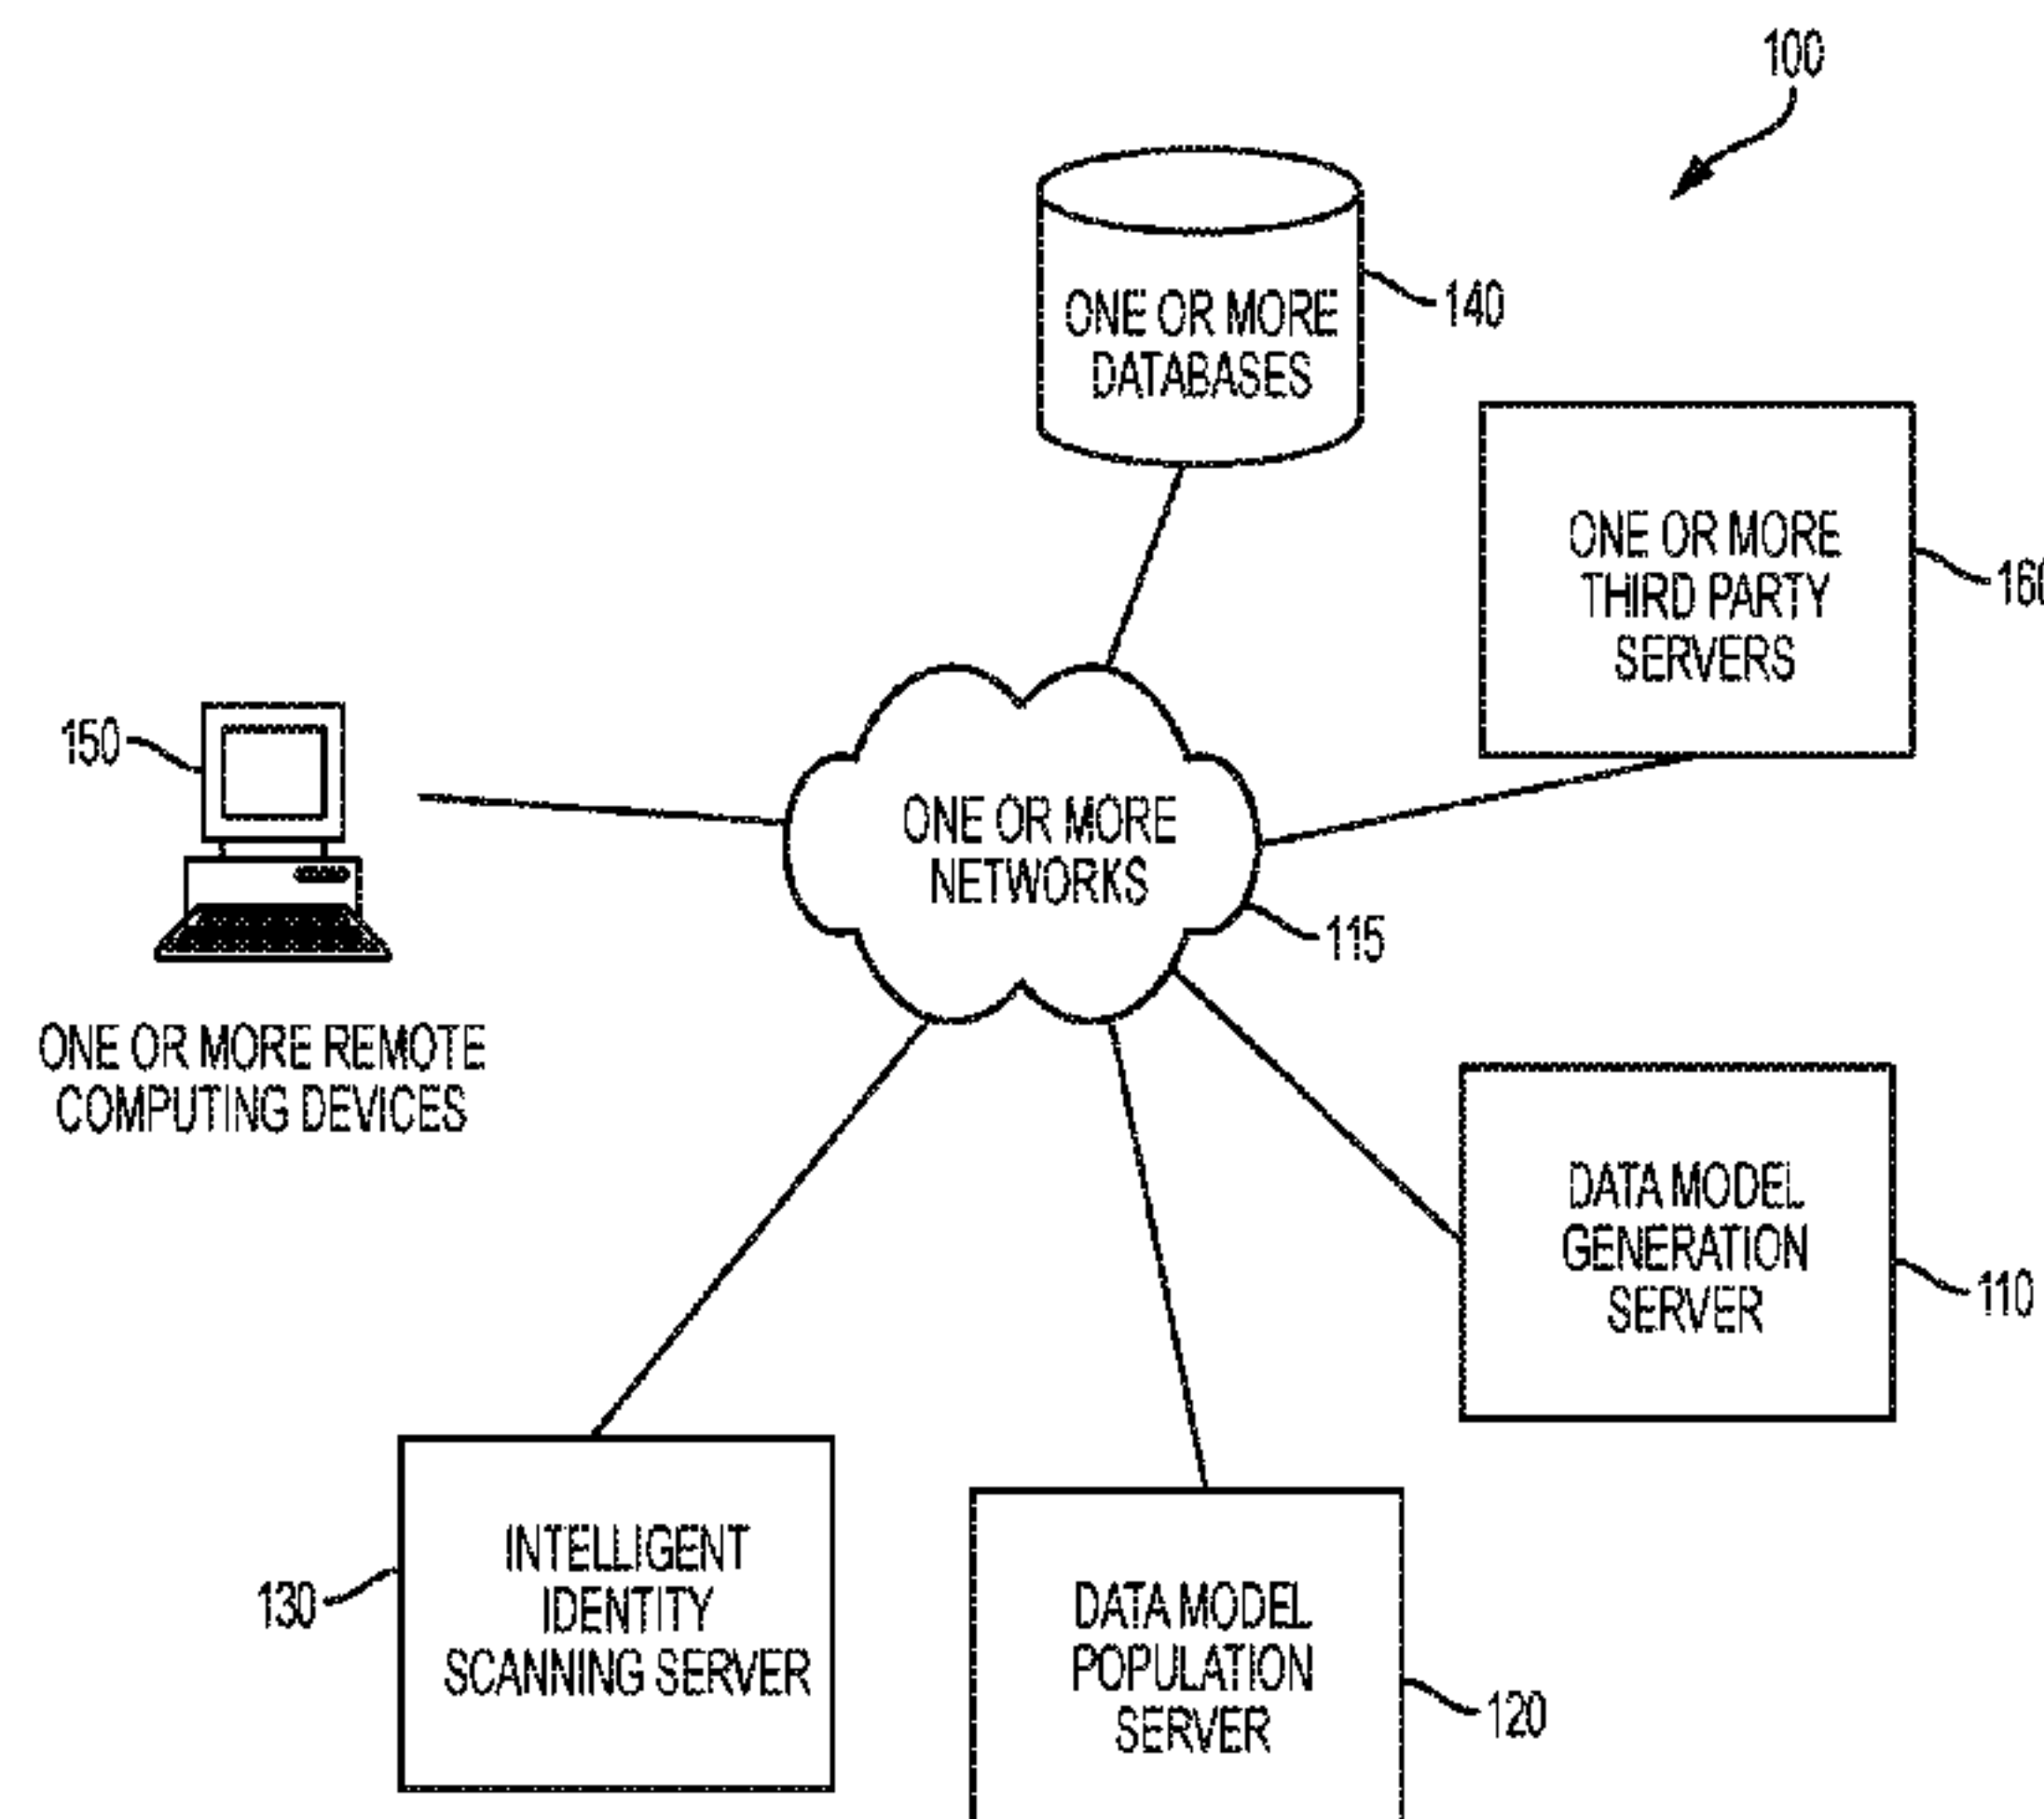 100
ONE OR MORE
DATABASES
140
ONE OR MORE
THIRD PARTY
SERVERS
160
150
ONE OR MORE
NETWORKS
115
ONE OR MORE REMOTE
COMPUTING DEVICES
DATA MODEL
GENERATION
SERVER
110
INTELLIGENT
IDENTITY
SCANNING SERVER
130
DATA MODEL
POPULATION
SERVER
120